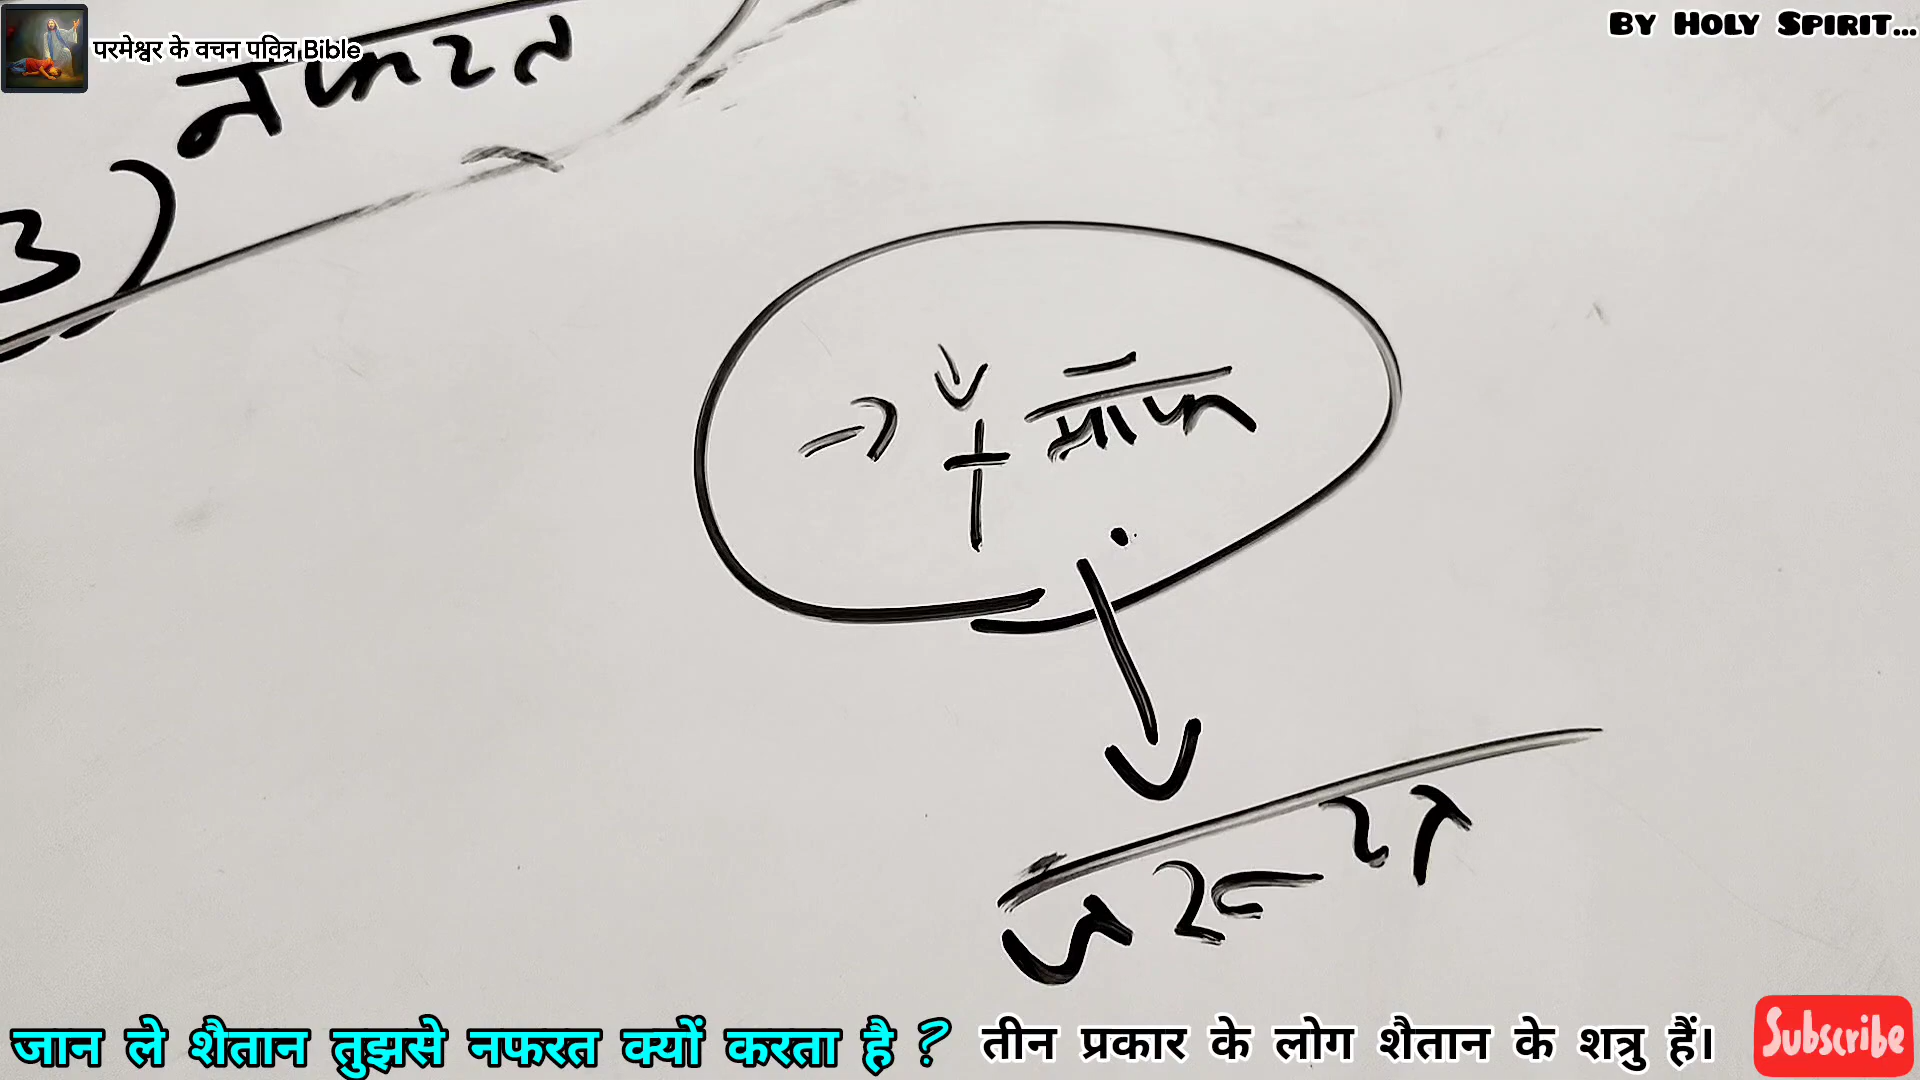 परमेश्वर के वचन पवित्र Bible
By Holy Spirit...
नफरत
3)
माफ
जान ले शैतान तुझसे नफरत क्यों करता है ? तीन प्रकार के लोग शैतान के शत्रु हैं।
Subscribe